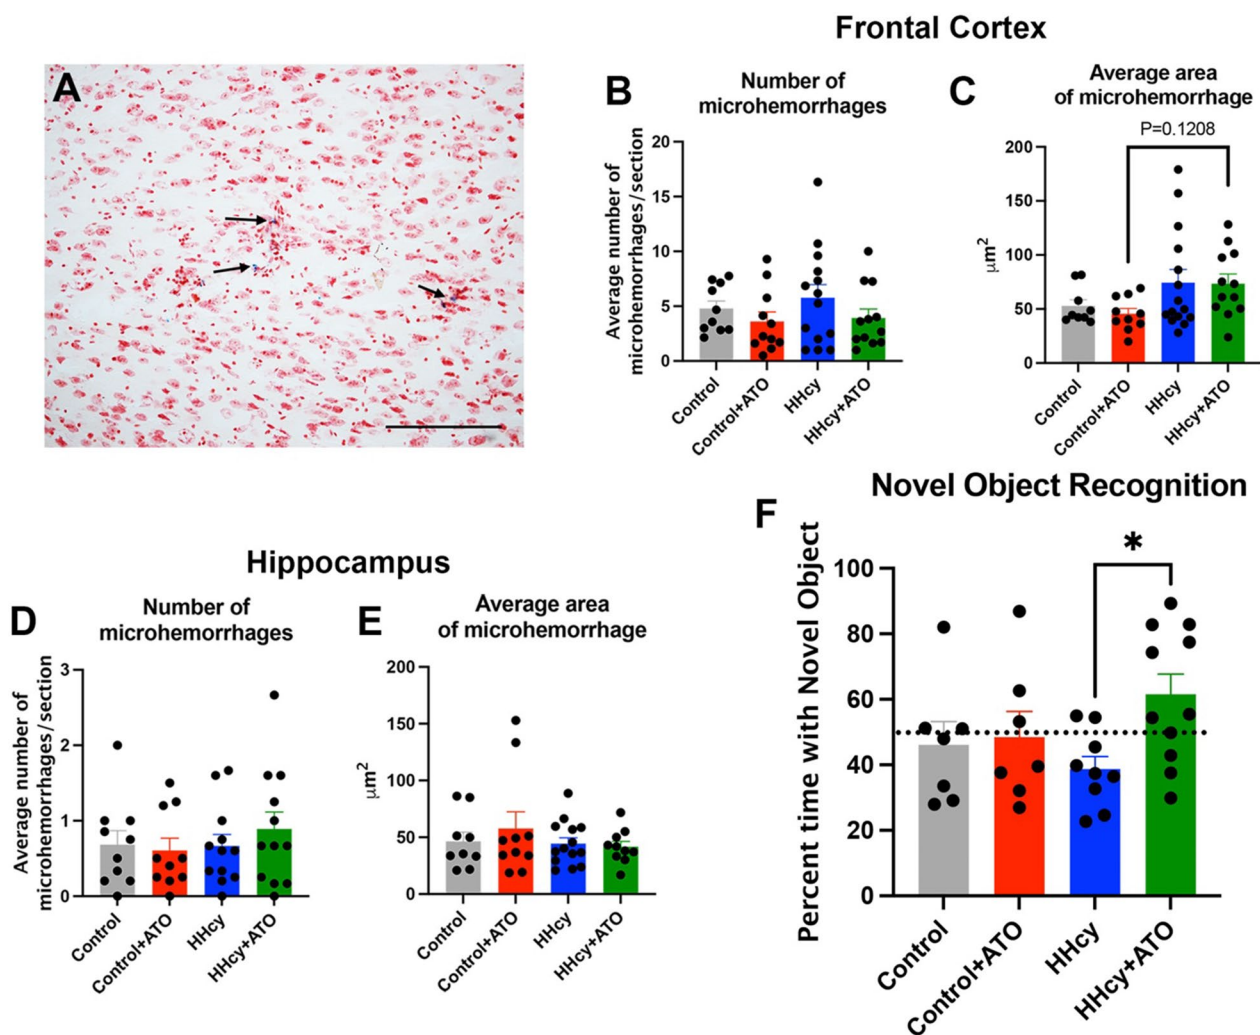 Frontal Cortex
A
B
Number of
microhemorrhages
Average number of
microhemorrhages/section
20
15
10
5
0
Control
Control+ATO
HHcy
HHcy+ATO
C
Average area
of microhemorrhage
P=0.1208
μm²
200
150
100
50
0
Control
Control+ATO
HHcy
HHcy+ATO
Hippocampus
D
Number of
microhemorrhages
Average number of
microhemorrhages/section
3
2
1
0
Control
Control+ATO
HHcy
HHcy+ATO
E
Average area
of microhemorrhage
μm²
200
150
100
50
0
Control
Control+ATO
HHcy
HHcy+ATO
Novel Object Recognition
F
Percent time with Novel Object
100
80
60
40
20
0
*
Control
Control+ATO
HHcy
HHcy+ATO